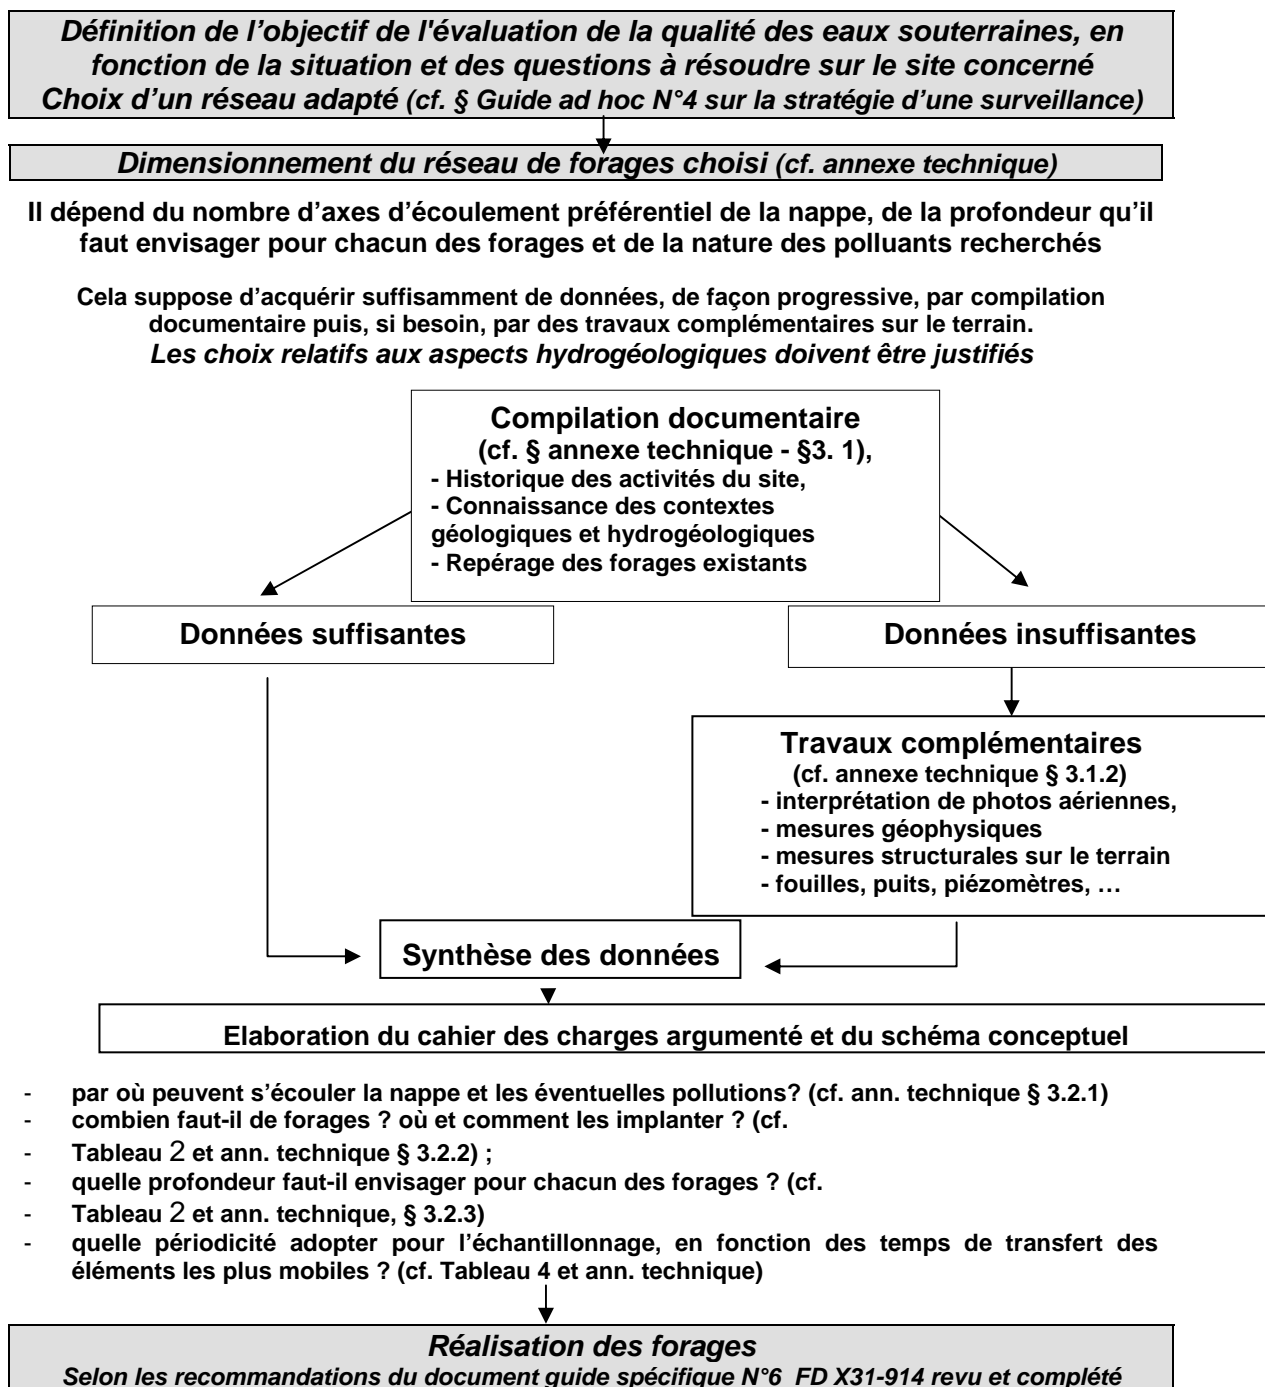 Définition de l’objectif de l'évaluation de la qualité des eaux souterraines, en
fonction de la situation et des questions à résoudre sur le site concerné
Choix d’un réseau adapté (cf. § Guide ad hoc N°4 sur la stratégie d’une surveillance)
Dimensionnement du réseau de forages choisi (cf. annexe technique)
Il dépend du nombre d’axes d’écoulement préférentiel de la nappe, de la profondeur qu’il
faut envisager pour chacun des forages et de la nature des polluants recherchés
Cela suppose d’acquérir suffisamment de données, de façon progressive, par compilation
documentaire puis, si besoin, par des travaux complémentaires sur le terrain.
Les choix relatifs aux aspects hydrogéologiques doivent être justifiés
Compilation documentaire
(cf. § annexe technique - §3. 1),
- Historique des activités du site,
- Connaissance des contextes
géologiques et hydrogéologiques
- Repérage des forages existants
Données suffisantes
Données insuffisantes
Travaux complémentaires
(cf. annexe technique § 3.1.2)
- interprétation de photos aériennes,
- mesures géophysiques
- mesures structurales sur le terrain
- fouilles, puits, piézomètres, …
Synthèse des données
Elaboration du cahier des charges argumenté et du schéma conceptuel
- par où peuvent s’écouler la nappe et les éventuelles pollutions? (cf. ann. technique § 3.2.1)
- combien faut-il de forages ? où et comment les implanter ? (cf.
- Tableau 2 et ann. technique § 3.2.2) ;
- quelle profondeur faut-il envisager pour chacun des forages ? (cf.
- Tableau 2 et ann. technique, § 3.2.3)
- quelle périodicité adopter pour l’échantillonnage, en fonction des temps de transfert des
éléments les plus mobiles ? (cf. Tableau 4 et ann. technique)
Réalisation des forages
Selon les recommandations du document guide spécifique N°6 FD X31-914 revu et complété